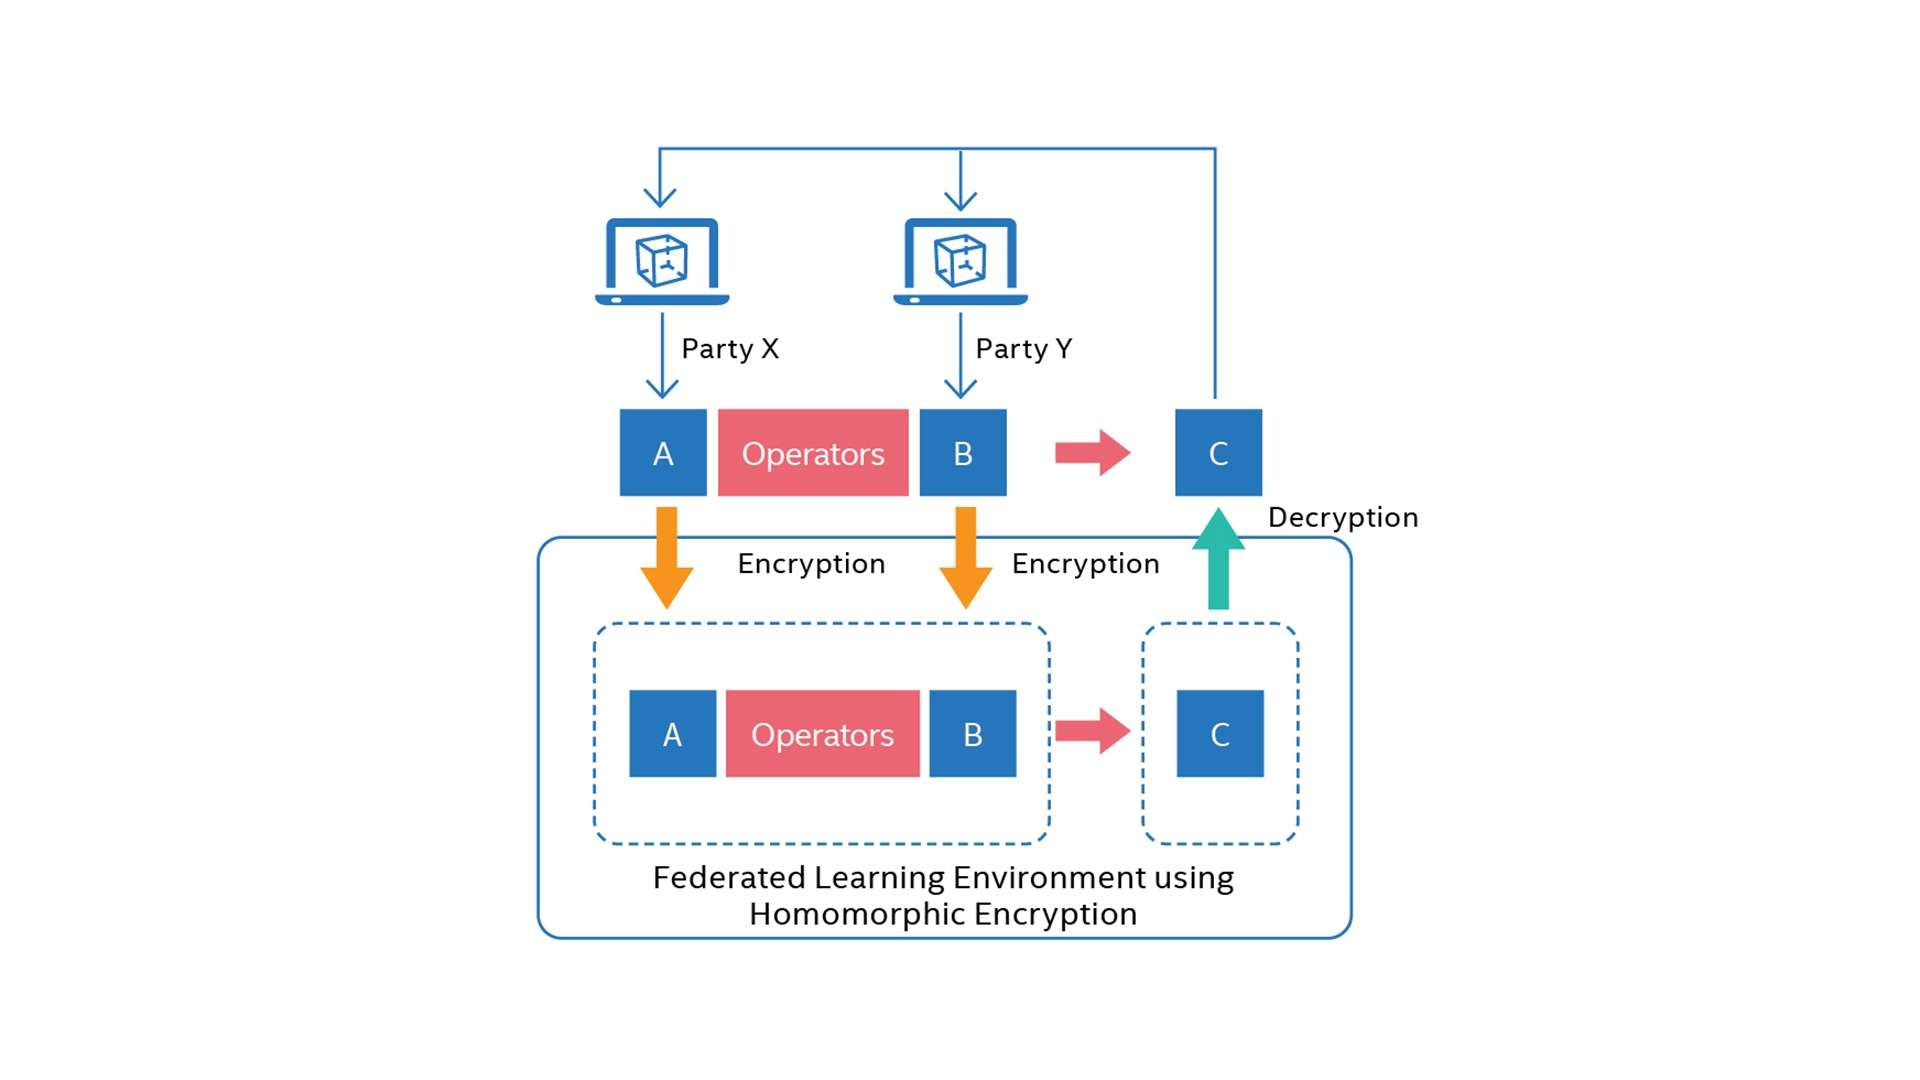 Party X
Party Y
A
Operators
B
C
Decryption
Encryption
Encryption
A
Operators
B
C
Federated Learning Environment using
Homomorphic Encryption